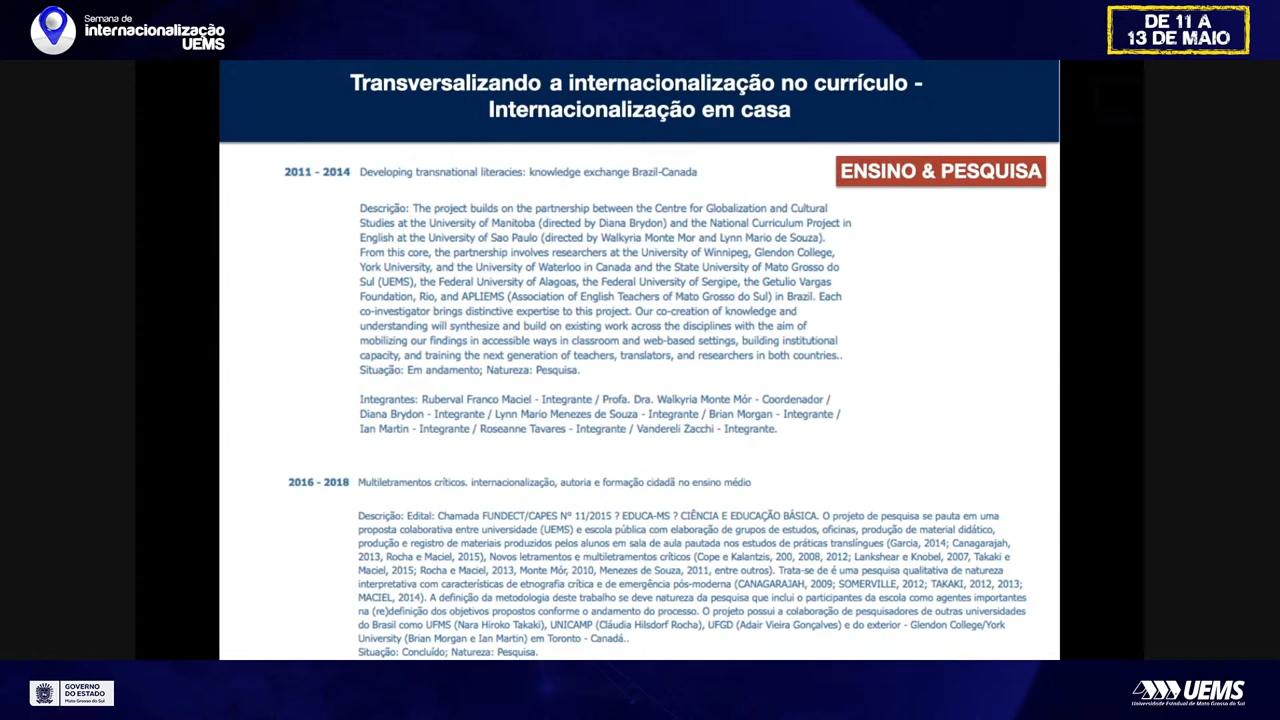 Semana de
internacionalização
UEMS
DE 11 A
13 DE MAIO
Transversalizando a internacionalização no currículo -
Internacionalização em casa
ENSINO & PESQUISA
2011 - 2014 Developing transnational literacies: knowledge exchange Brazil-Canada
Descrição: The project builds on the partnership between the Centre for Globalization and Cultural
Studies at the University of Manitoba (directed by Diana Brydon) and the National Curriculum Project in
English at the University of Sao Paulo (directed by Walkyria Monte Mor and Lynn Mario de Souza).
From this core, the partnership involves researchers at the University of Winnipeg, Glendon College,
York University, and the University of Waterloo in Canada and the State University of Mato Grosso do
Sul (UEMS), the Federal University of Alagoas, the Federal University of Sergipe, the Getulio Vargas
Foundation, Rio, and APLIEMS (Association of English Teachers of Mato Grosso do Sul) in Brazil. Each
co-investigator brings distinctive expertise to this project. Our co-creation of knowledge and
understanding will synthesize and build on existing work across the disciplines with the aim of
mobilizing our findings in accessible ways in classroom and web-based settings, building institutional
capacity, and training the next generation of teachers, translators, and researchers in both countries..
Situação: Em andamento; Natureza: Pesquisa.
Integrantes: Ruberval Franco Maciel - Integrante / Profa. Dra. Walkyria Monte Mór - Coordenador /
Diana Brydon - Integrante / Lynn Mario Menezes de Souza - Integrante / Brian Morgan - Integrante /
Ian Martin - Integrante / Roseanne Tavares - Integrante / Vandereli Zacchi - Integrante.
2016 - 2018 Multiletramentos críticos. internacionalização, autoria e formação cidadã no ensino médio
Descrição: Edital: Chamada FUNDECT/CAPES N° 11/2015 ? EDUCA-MS ? CIÊNCIA E EDUCAÇÃO BÁSICA. O projeto de pesquisa se pauta em uma
proposta colaborativa entre universidade (UEMS) e escola pública com elaboração de grupos de estudos, oficinas, produção de material didático,
produção e registro de materiais produzidos pelos alunos em sala de aula pautada nos estudos de práticas translíngues (Garcia, 2014; Canagarajah,
2013, Rocha e Maciel, 2015), Novos letramentos e multiletramentos críticos (Cope e Kalantzis, 200, 2008, 2012; Lankshear e Knobel, 2007, Takaki e
Maciel, 2015; Rocha e Maciel, 2013, Monte Mór, 2010, Menezes de Souza, 2011, entre outros). Trata-se de é uma pesquisa qualitativa de natureza
interpretativa com características de etnografia crítica e de emergência pós-moderna (CANAGARAJAH, 2009; SOMERVILLE, 2012; TAKAKI, 2012, 2013;
MACIEL, 2014). A definição da metodologia deste trabalho se deve natureza da pesquisa que inclui o participantes da escola como agentes importantes
na (re)definição dos objetivos propostos conforme o andamento do processo. O projeto possui a colaboração de pesquisadores de outras universidades
do Brasil como UFMS (Nara Hiroko Takaki), UNICAMP (Cláudia Hilsdorf Rocha), UFGD (Adair Vieira Gonçalves) e do exterior - Glendon College/York
University (Brian Morgan e Ian Martin) em Toronto - Canadá..
Situação: Concluído; Natureza: Pesquisa.
GOVERNO
DO ESTADO
Mato Grosso do Sul
UEMS
Universidade Estadual de Mato Grosso do Sul